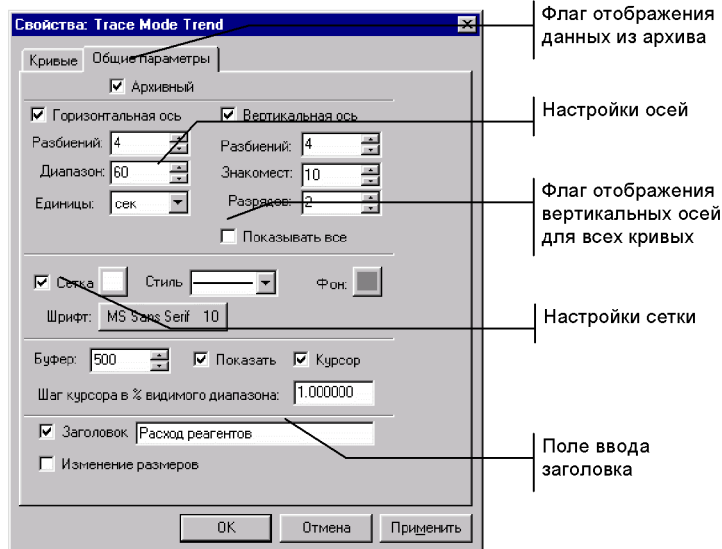 Свойства: Trace Mode Trend
Кривые Общие параметры
Архивный
Горизонтальная ось Вертикальная ось
Разбиений: 4 Разбиений: 4
Диапазон: 60 Знакомест: 10
Единицы: сек Разрядов: 2
Показывать все
Сетка Стиль Фон:
Шрифт: MS Sans Serif 10
Буфер: 500 Показать Курсор
Шаг курсора в % видимого диапазона: 1.000000
Заголовок Расход реагентов
Изменение размеров
OK Отмена Применить
Флаг отображения
данных из архива
Настройки осей
Флаг отображения
вертикальных осей
для всех кривых
Настройки сетки
Поле ввода
заголовка